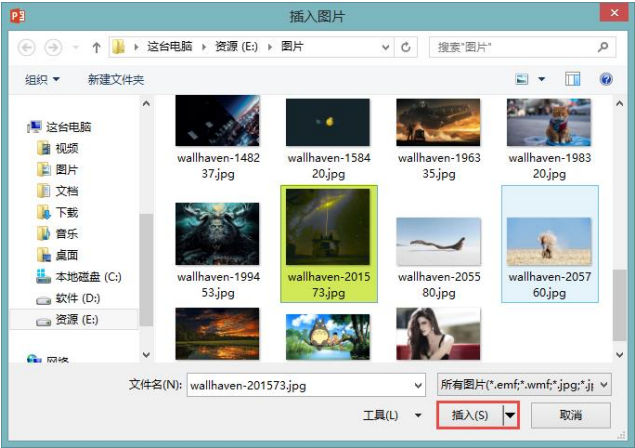 插入图片
这台电脑 资源 (E:) 图片
搜索"图片"
组织 新建文件夹
这台电脑
视频
图片
文档
下载
音乐
桌面
本地磁盘 (C:)
软件 (D:)
资源 (E:)
网络
wallhaven-1482
37.jpg
wallhaven-1584
20.jpg
wallhaven-1963
35.jpg
wallhaven-1983
20.jpg
wallhaven-1994
53.jpg
wallhaven-2015
73.jpg
wallhaven-2055
80.jpg
wallhaven-2057
60.jpg
文件名(N): wallhaven-201573.jpg
所有图片(*.emf;*.wmf;*.jpg;*.j
工具(L) 插入(S) 取消